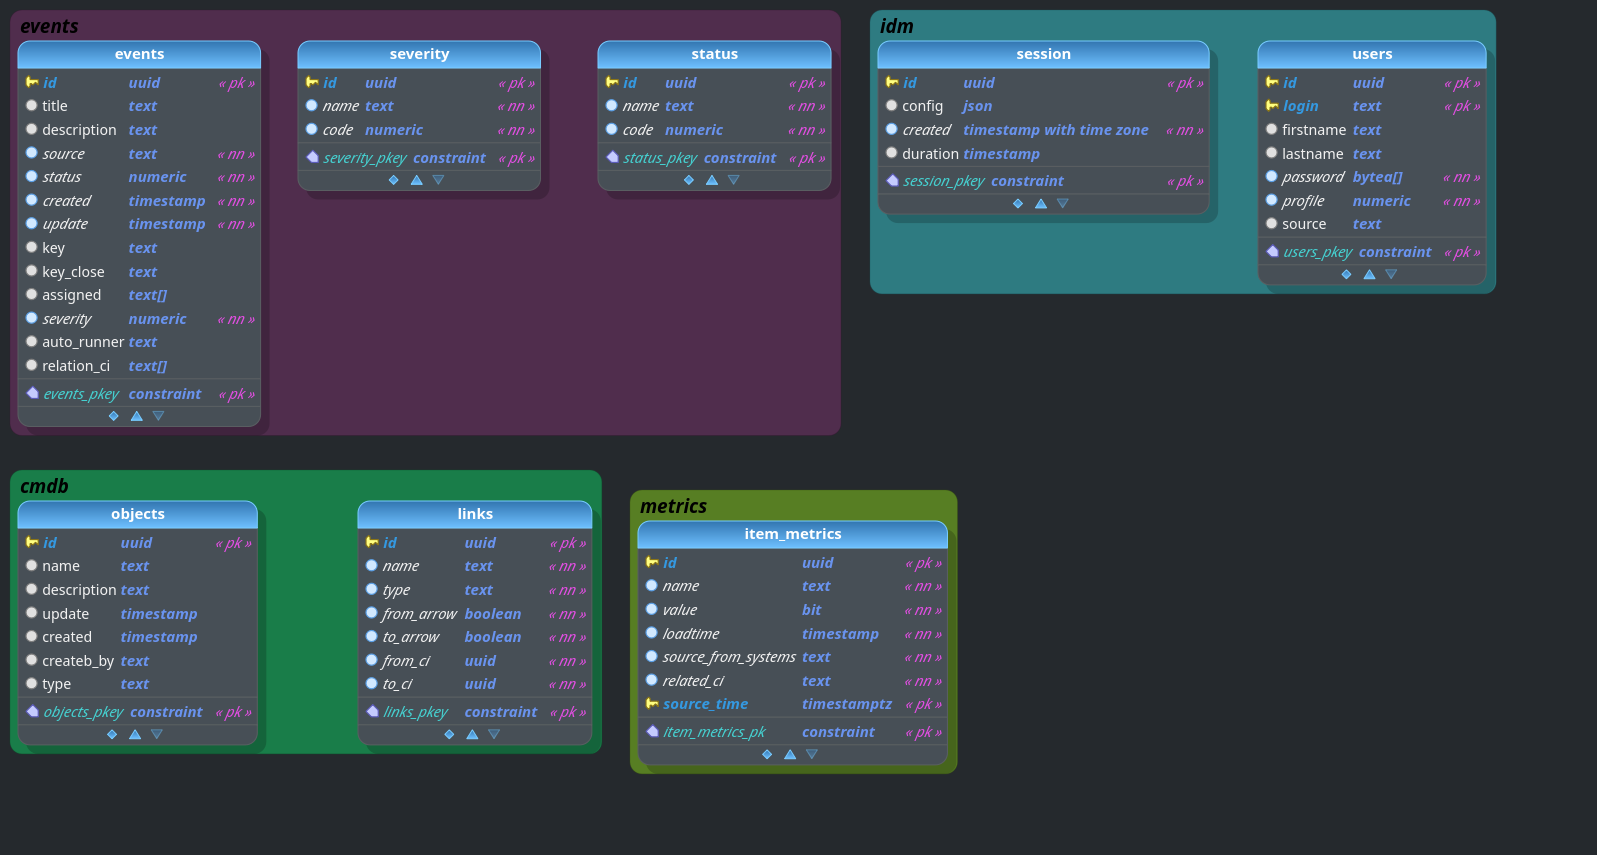 events
events
id uuid « pk »
title text
description text
source text « nn »
status numeric « nn »
created timestamp « nn »
update timestamp « nn »
key text
key_close text
assigned text[]
severity numeric « nn »
auto_runner text
relation_ci text[]
events_pkey constraint « pk »
severity
id uuid « pk »
name text « nn »
code numeric « nn »
severity_pkey constraint « pk »
status
id uuid « pk »
name text « nn »
code numeric « nn »
status_pkey constraint « pk »
idm
session
id uuid « pk »
config json
created timestamp with time zone « nn »
duration timestamp
session_pkey constraint « pk »
users
id uuid « pk »
login text « pk »
firstname text
lastname text
password bytea[] « nn »
profile numeric « nn »
source text
users_pkey constraint « pk »
cmdb
objects
id uuid « pk »
name text
description text
update timestamp
created timestamp
createb_by text
type text
objects_pkey constraint « pk »
links
id uuid « pk »
name text « nn »
type text « nn »
from_arrow boolean « nn »
to_arrow boolean « nn »
from_ci uuid « nn »
to_ci uuid « nn »
links_pkey constraint « pk »
metrics
item_metrics
id uuid « pk »
name text « nn »
value bit « nn »
loadtime timestamp « nn »
source_from_systems text « nn »
related_ci text « nn »
source_time timestamptz « pk »
item_metrics_pk constraint « pk »